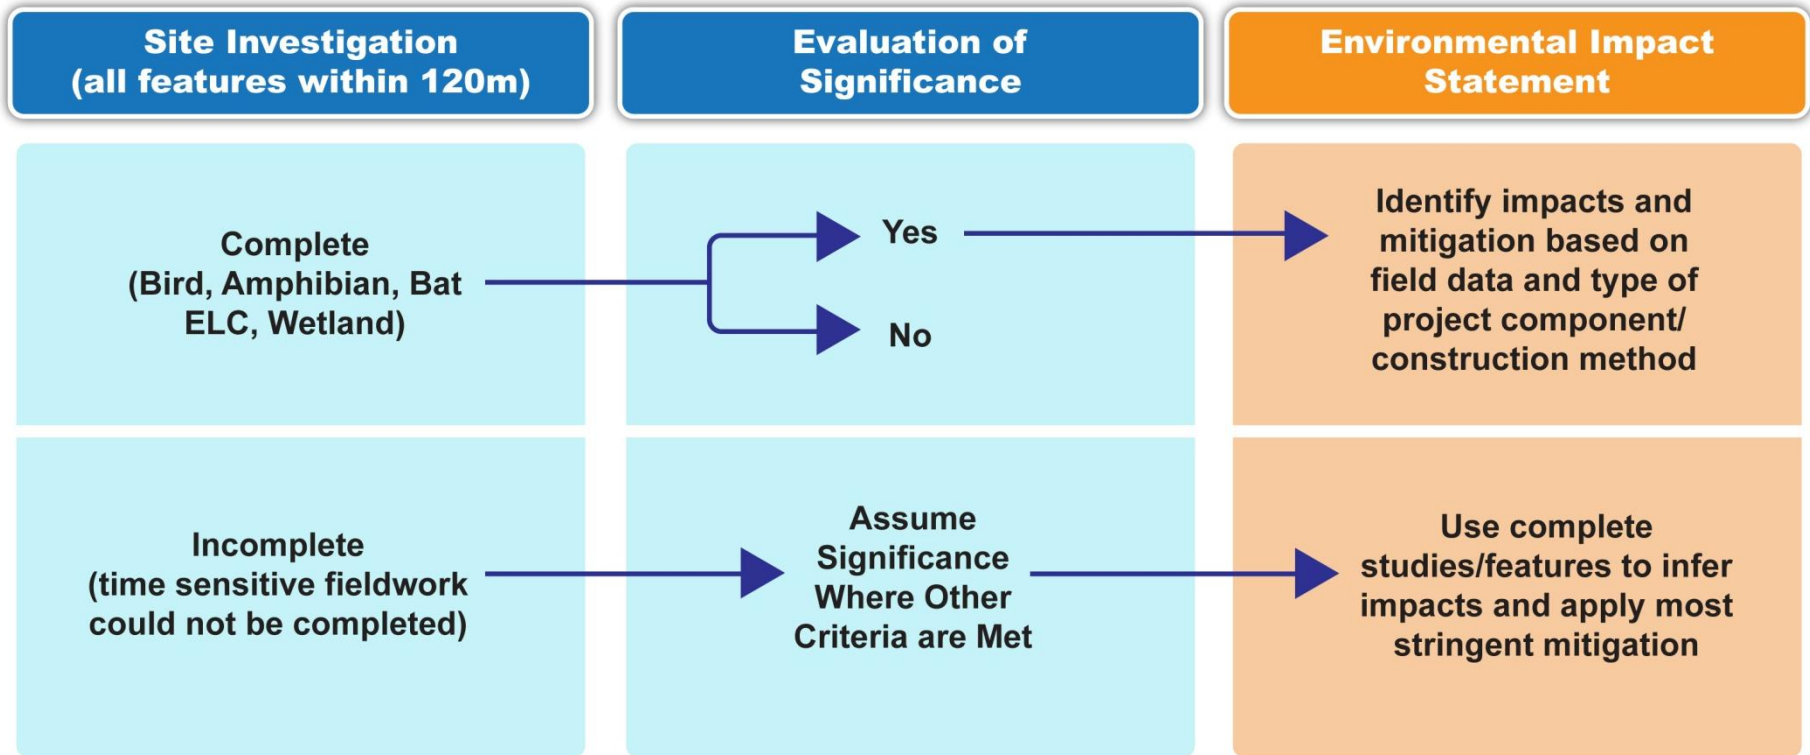 Site Investigation
(all features within 120m)
Evaluation of
Significance
Environmental Impact
Statement
Complete
(Bird, Amphibian, Bat
ELC, Wetland)
Yes
No
Identify impacts and
mitigation based on
field data and type of
project component/
construction method
Incomplete
(time sensitive fieldwork
could not be completed)
Assume
Significance
Where Other
Criteria are Met
Use complete
studies/features to infer
impacts and apply most
stringent mitigation